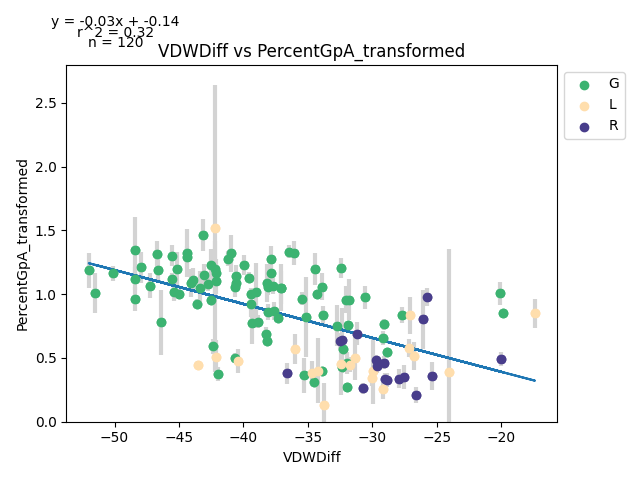 y = -0.03x + -0.14
r^2 = 0.32
n = 120
VDWDiff vs PercentGpA_transformed
G
L
R
2.5
2.0
1.5
1.0
0.5
0.0
PercentGpA_transformed
−50
−45
−40
−35
−30
−25
−20
VDWDiff